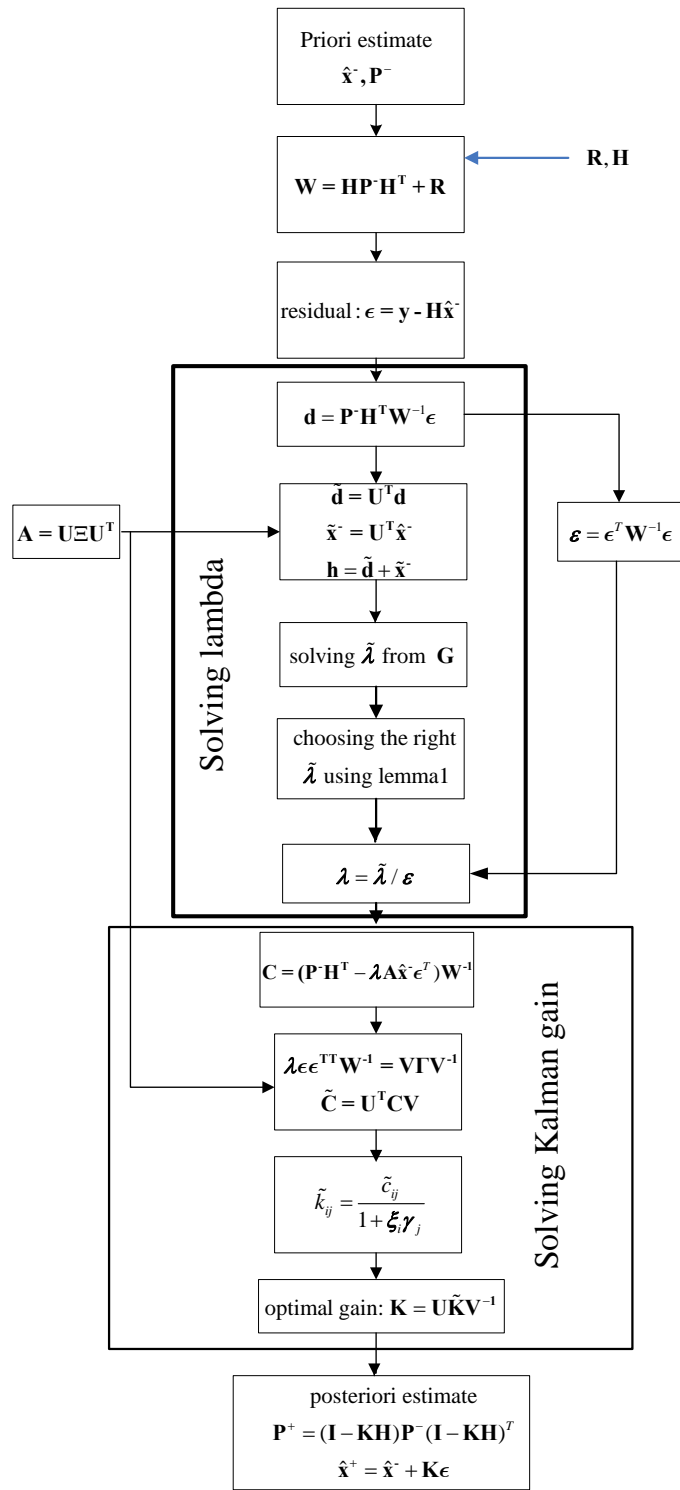 Priori estimate
x̂⁻, P⁻
W = HP⁻Hᵀ + R
R, H
residual : ϵ = y - Hx̂⁻
d = P⁻HᵀW⁻¹ϵ
A = UΞUᵀ
d̃ = Uᵀd
x̃⁻ = Uᵀx̂⁻
h = d̃ + x̃⁻
ε = ϵᵀW⁻¹ϵ
Solving lambda
solving λ̃ from G
choosing the right
λ̃ using lemma1
λ = λ̃ / ε
C = (P⁻Hᵀ − λAx̂⁻ϵᵀ)W⁻¹
λϵϵᵀᵀW⁻¹ = VΓV⁻¹
C̃ = UᵀCV
Solving Kalman gain
k̃ᵢⱼ = c̃ᵢⱼ / (1 + ξᵢγⱼ)
optimal gain: K = UK̃V⁻¹
posteriori estimate
P⁺ = (I − KH)P⁻(I − KH)ᵀ
x̂⁺ = x̂⁻ + Kϵ